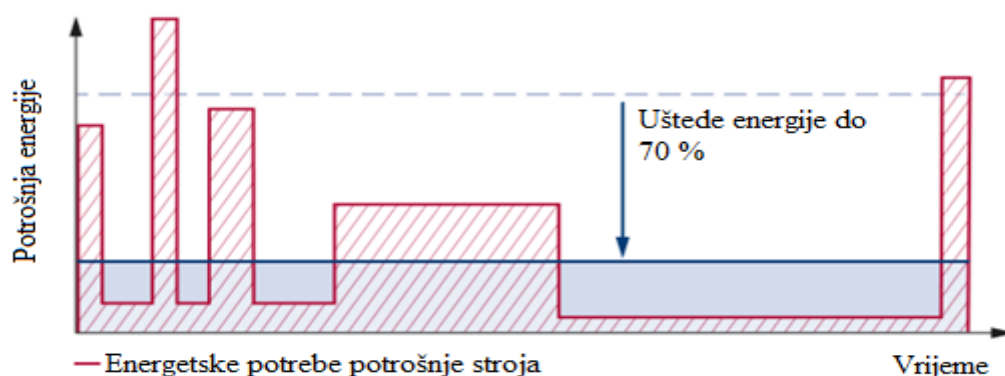 Potrošnja energije
Uštede energije do
70 %
Energetske potrebe potrošnje stroja
Vrijeme